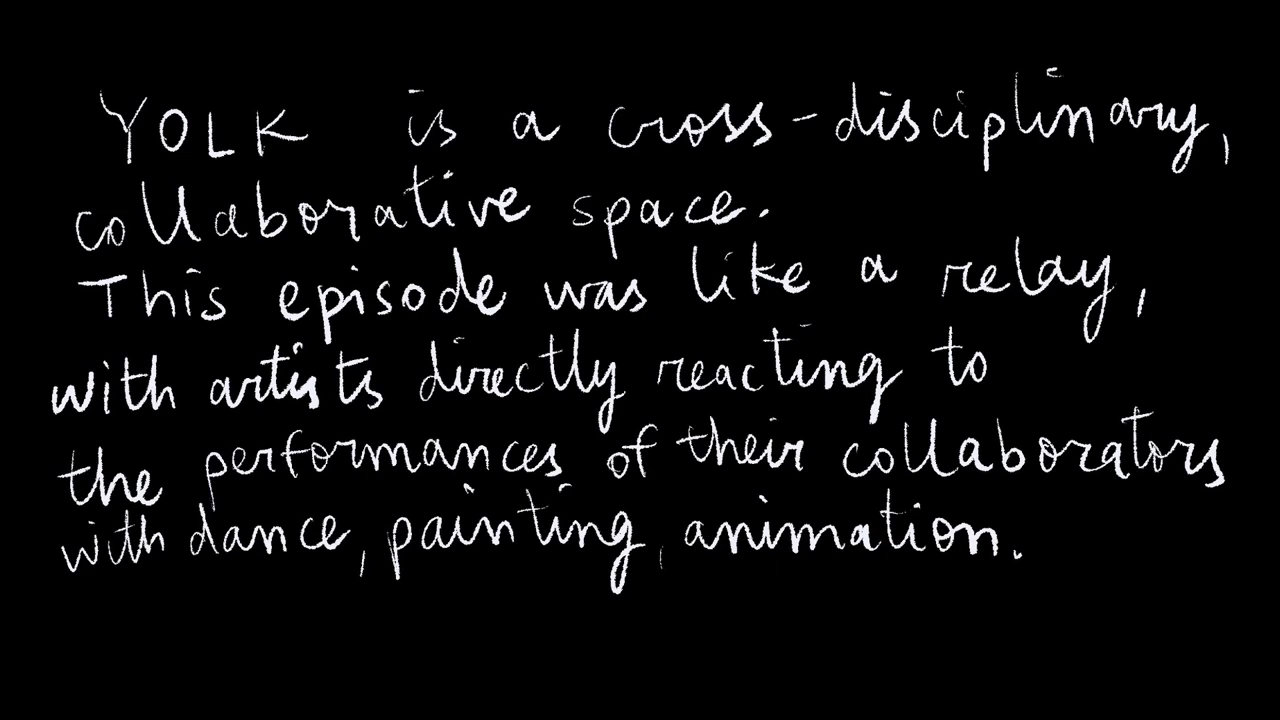 YOLK is a cross-disciplinary,
collaborative space.
This episode was like a relay,
with artists directly reacting to
the performances of their collaborators
with dance, painting, animation.